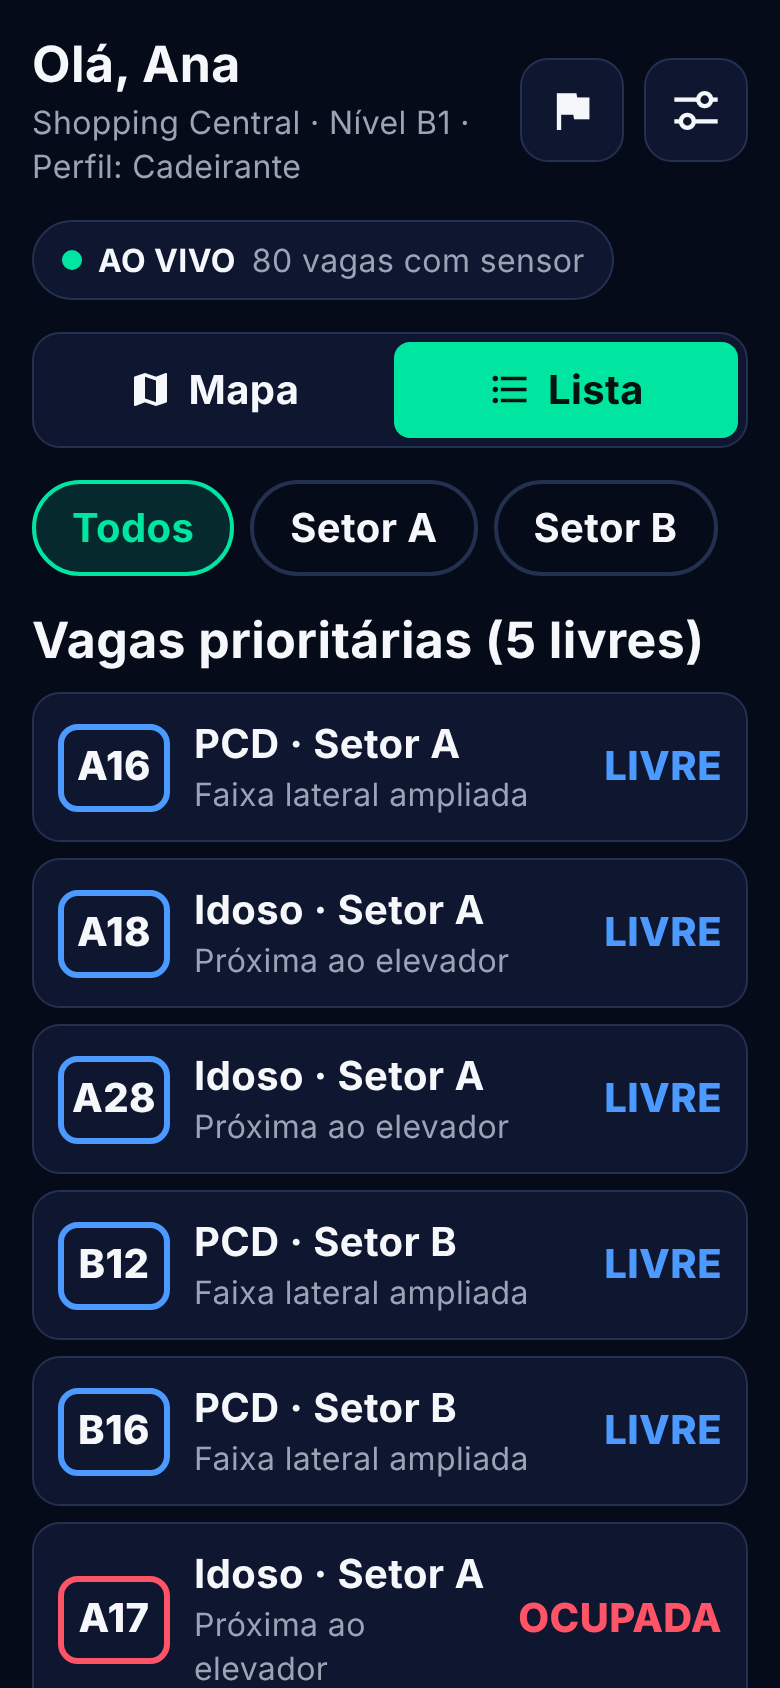 Olá, Ana
Shopping Central · Nível B1 ·
Perfil: Cadeirante
AO VIVO 80 vagas com sensor
Mapa
Lista
Todos
Setor A
Setor B
Vagas prioritárias (5 livres)
A16
PCD · Setor A
Faixa lateral ampliada
LIVRE
A18
Idoso · Setor A
Próxima ao elevador
LIVRE
A28
Idoso · Setor A
Próxima ao elevador
LIVRE
B12
PCD · Setor B
Faixa lateral ampliada
LIVRE
B16
PCD · Setor B
Faixa lateral ampliada
LIVRE
A17
Idoso · Setor A
Próxima ao
elevador
OCUPADA